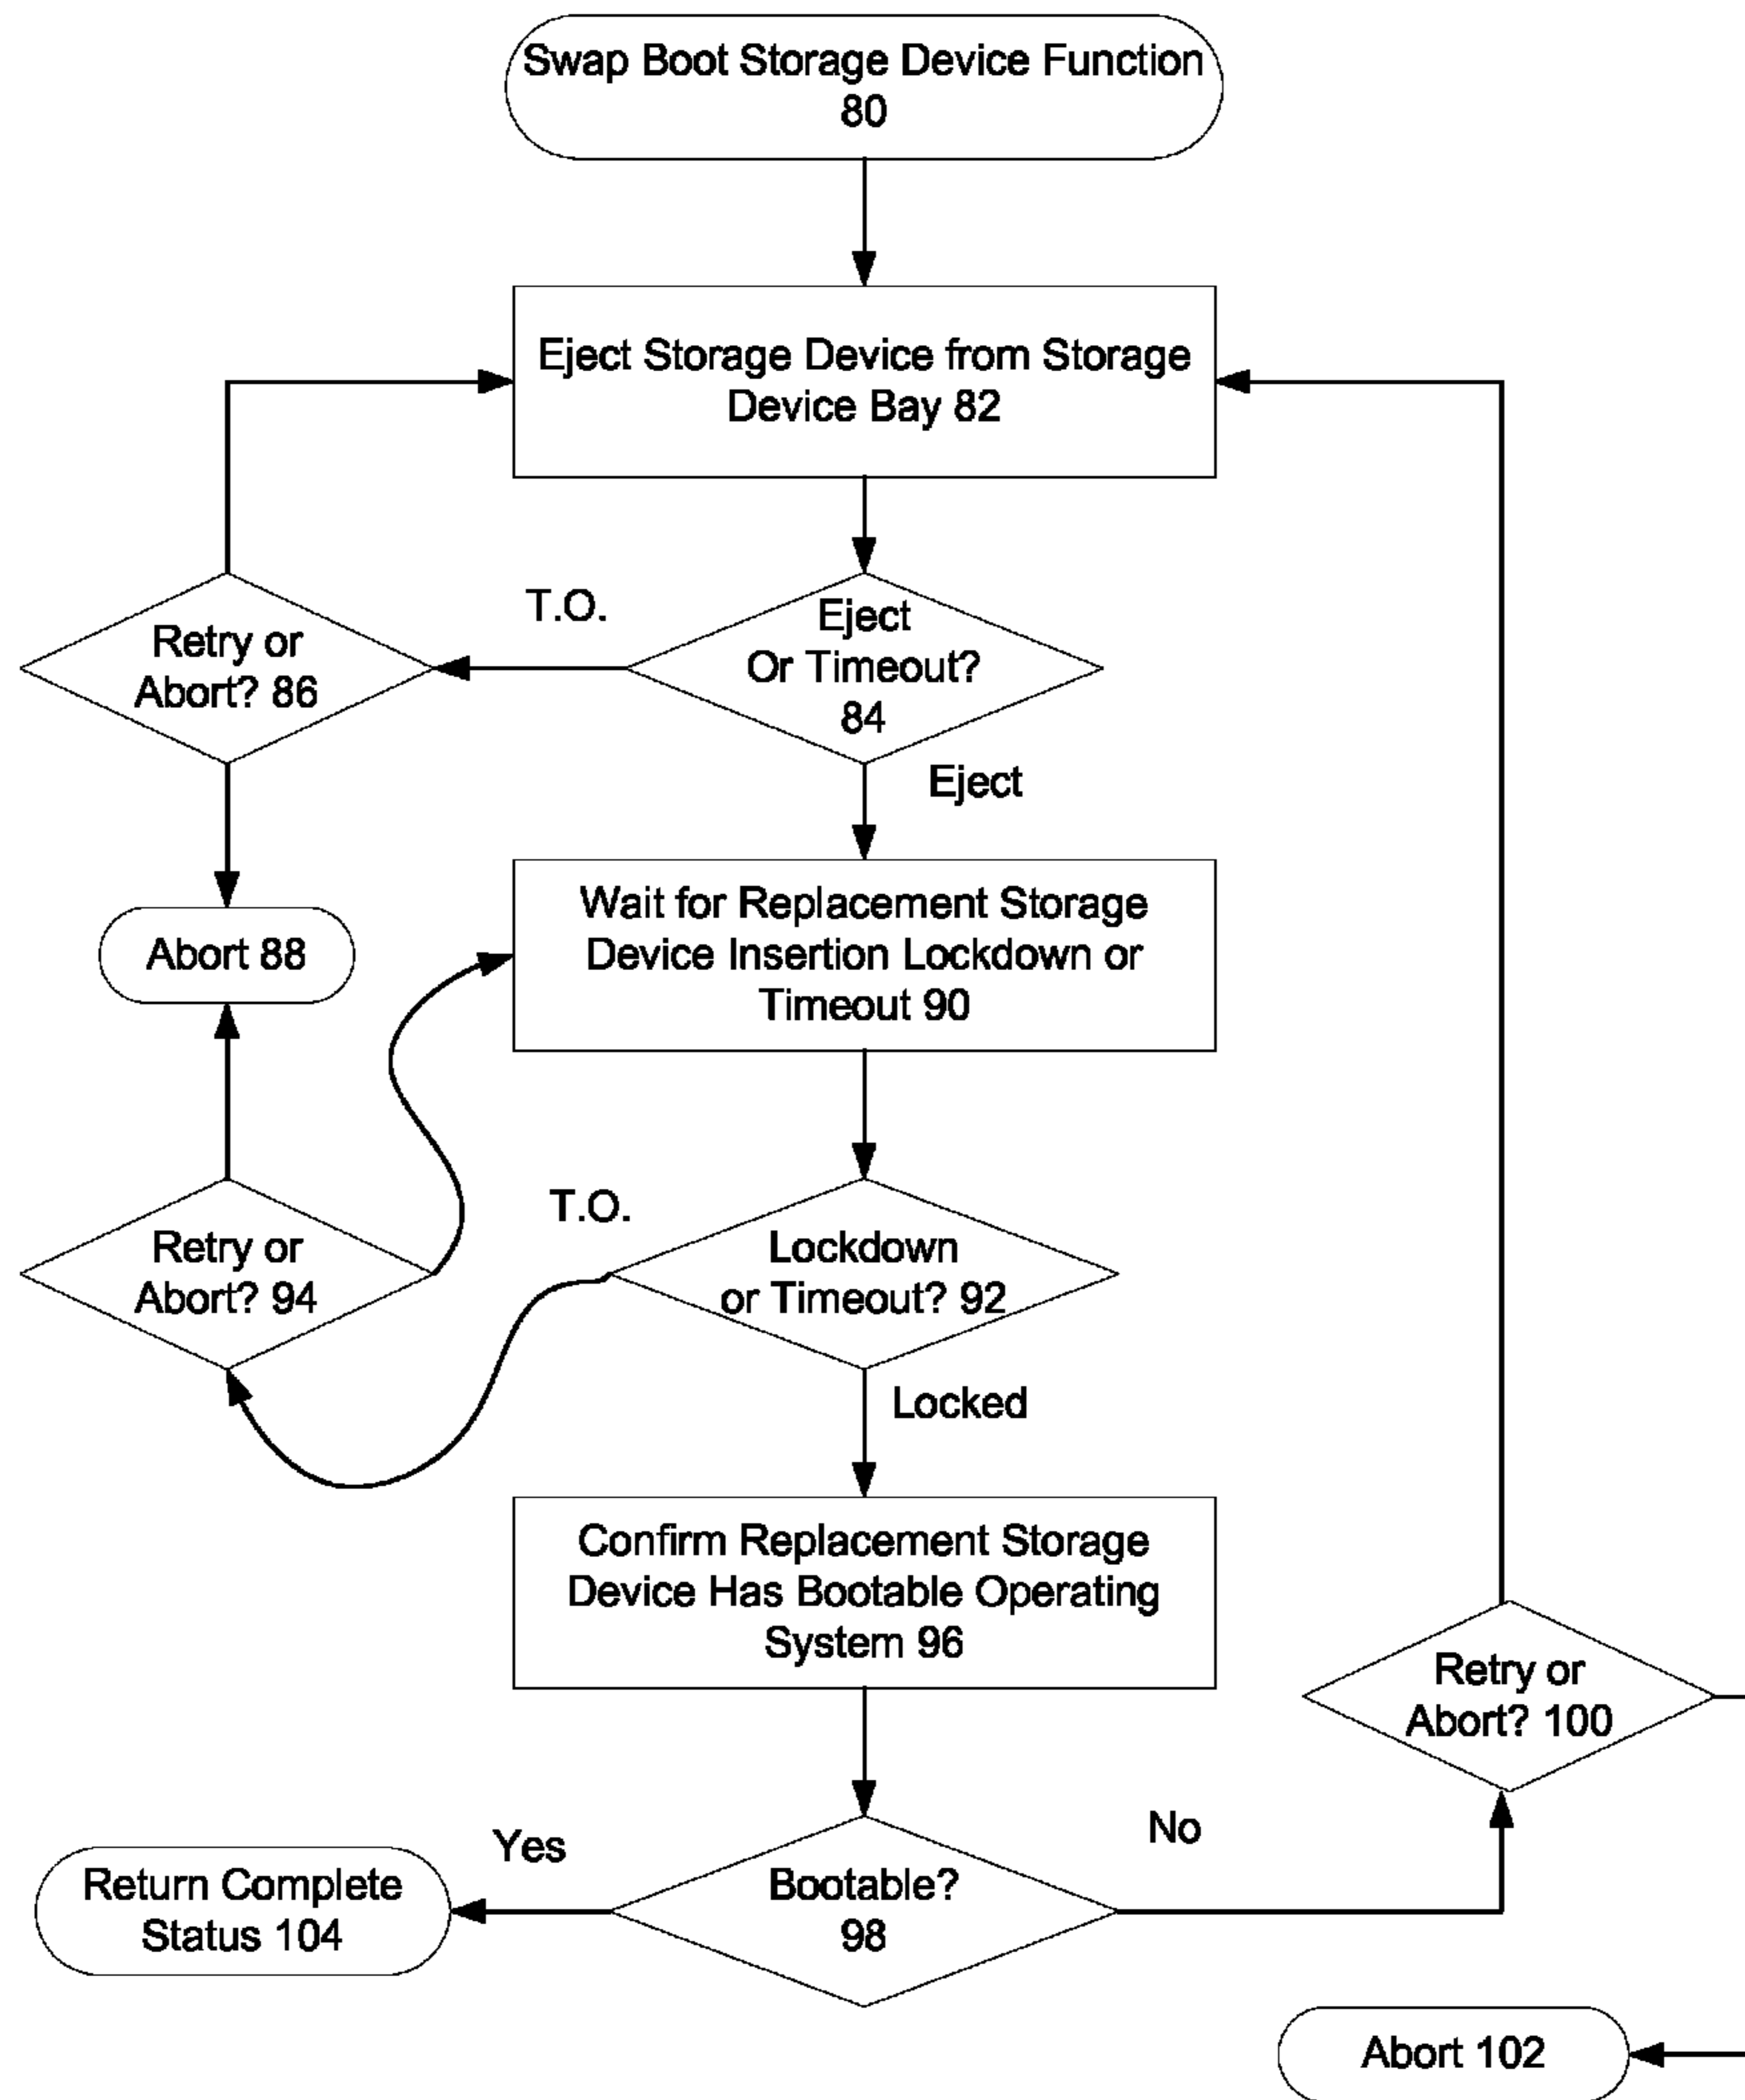 Swap Boot Storage Device Function
80
Eject Storage Device from Storage
Device Bay 82
T.O.
Eject
Or Timeout?
84
Retry or
Abort? 86
Eject
Abort 88
Wait for Replacement Storage
Device Insertion Lockdown or
Timeout 90
T.O.
Lockdown
or Timeout? 92
Retry or
Abort? 94
Locked
Confirm Replacement Storage
Device Has Bootable Operating
System 96
Retry or
Abort? 100
Yes
No
Bootable?
98
Return Complete
Status 104
Abort 102